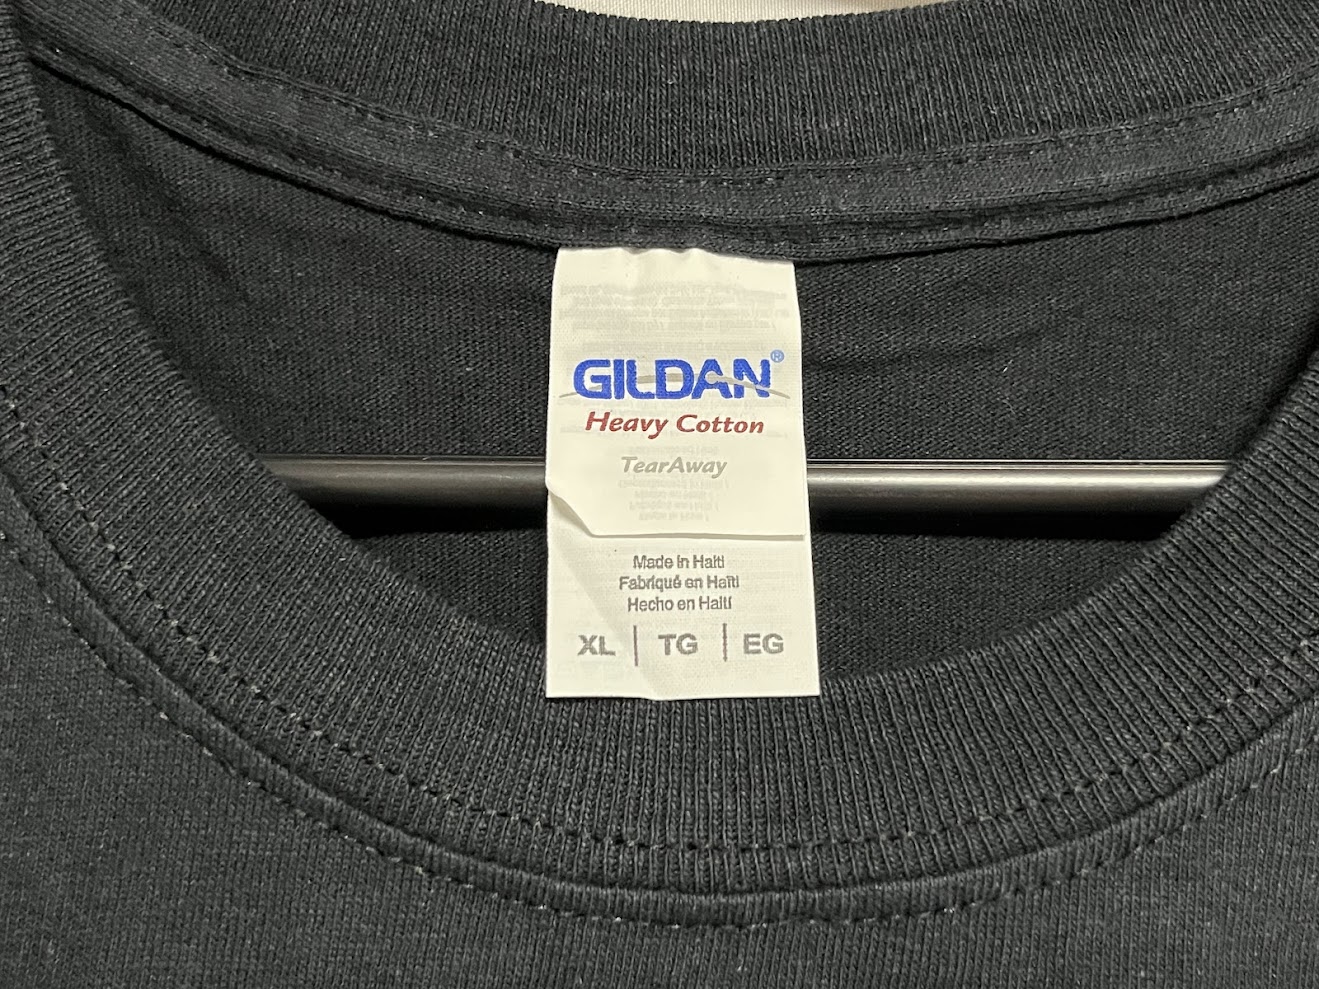 GILDAN®
Heavy Cotton
TearAway
Made in Haiti
Fabriqué en Haïti
Hecho en Haití
XL | TG | EG